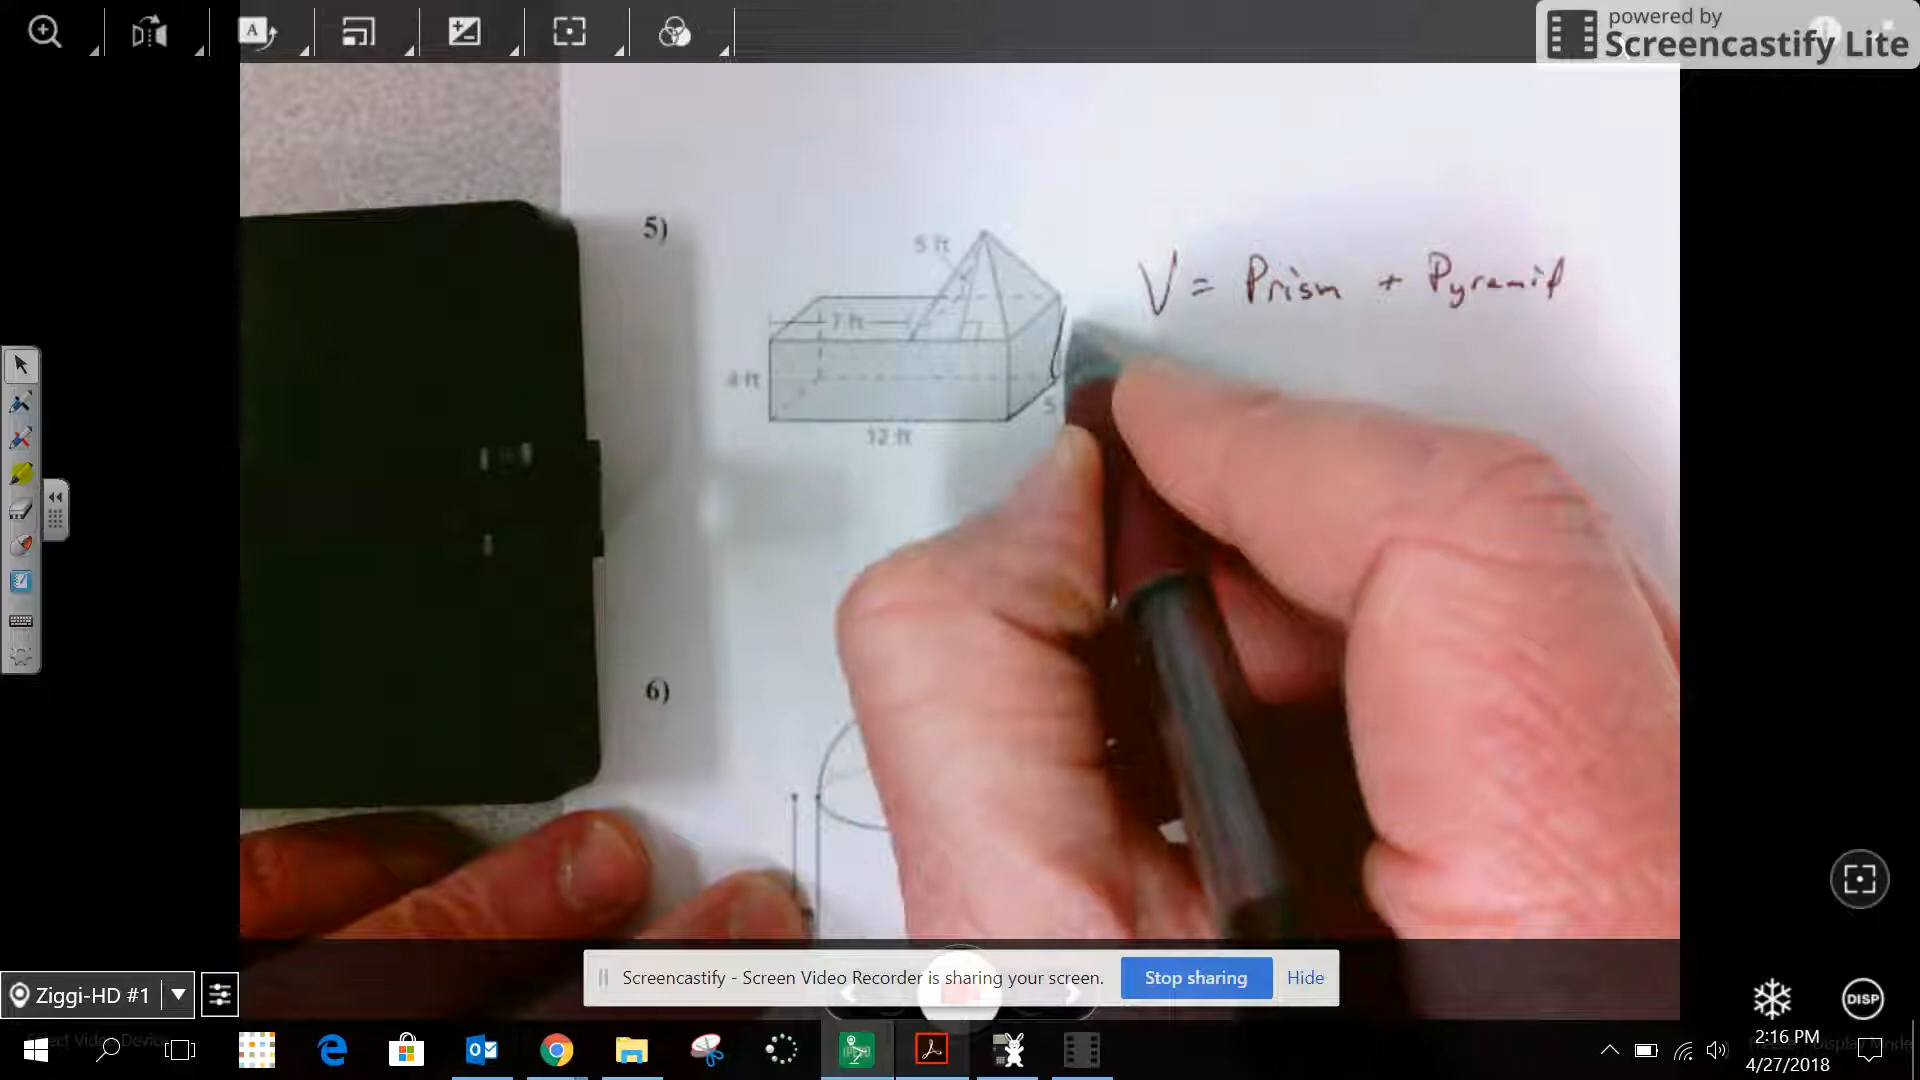 powered by
Screencastify Lite
A
5)
5 ft
V = Prism + Pyramid
7 ft
4 ft
5
12 ft
6)
Screencastify - Screen Video Recorder is sharing your screen.
Stop sharing
Hide
Ziggi-HD #1
DISP
2:16 PM
4/27/2018